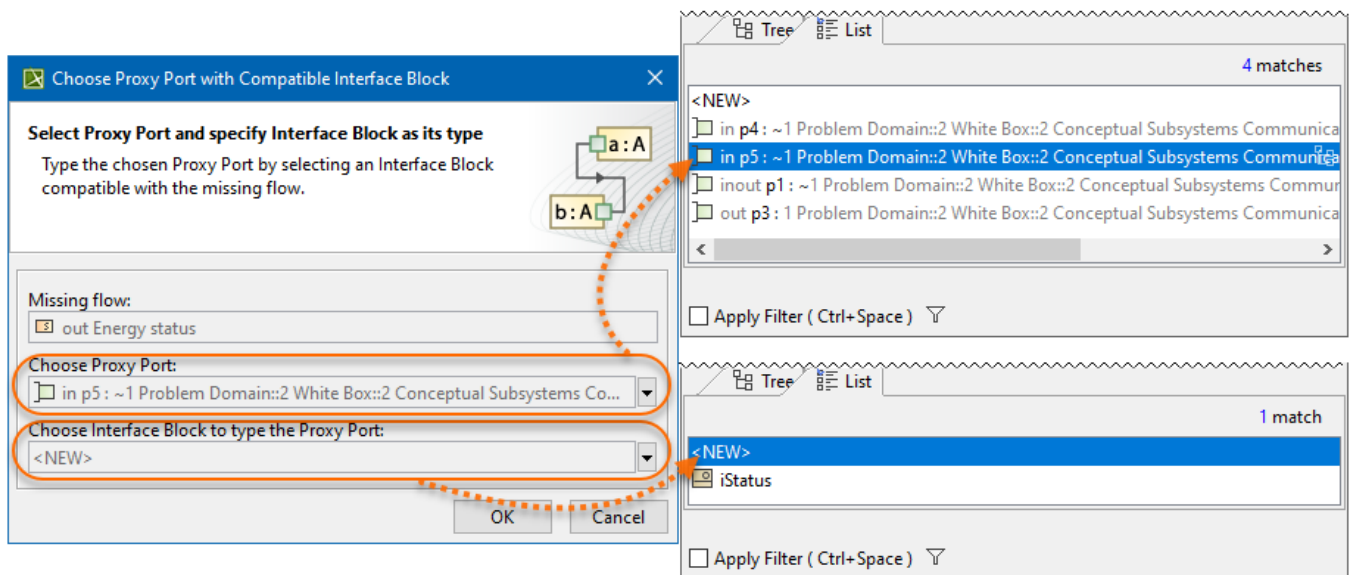 Choose Proxy Port with Compatible Interface Block
Select Proxy Port and specify Interface Block as its type
Type the chosen Proxy Port by selecting an Interface Block
compatible with the missing flow.
a : A
b : A
Missing flow:
out Energy status
Choose Proxy Port:
in p5 : ~1 Problem Domain::2 White Box::2 Conceptual Subsystems Co...
Choose Interface Block to type the Proxy Port:
<NEW>
OK Cancel
Tree List
4 matches
<NEW>
in p4 : ~1 Problem Domain::2 White Box::2 Conceptual Subsystems Communica
in p5 : ~1 Problem Domain::2 White Box::2 Conceptual Subsystems Communica
inout p1 : ~1 Problem Domain::2 White Box::2 Conceptual Subsystems Commur
out p3 : 1 Problem Domain::2 White Box::2 Conceptual Subsystems Communica
Apply Filter ( Ctrl+Space )
Tree List
1 match
<NEW>
iStatus
Apply Filter ( Ctrl+Space )